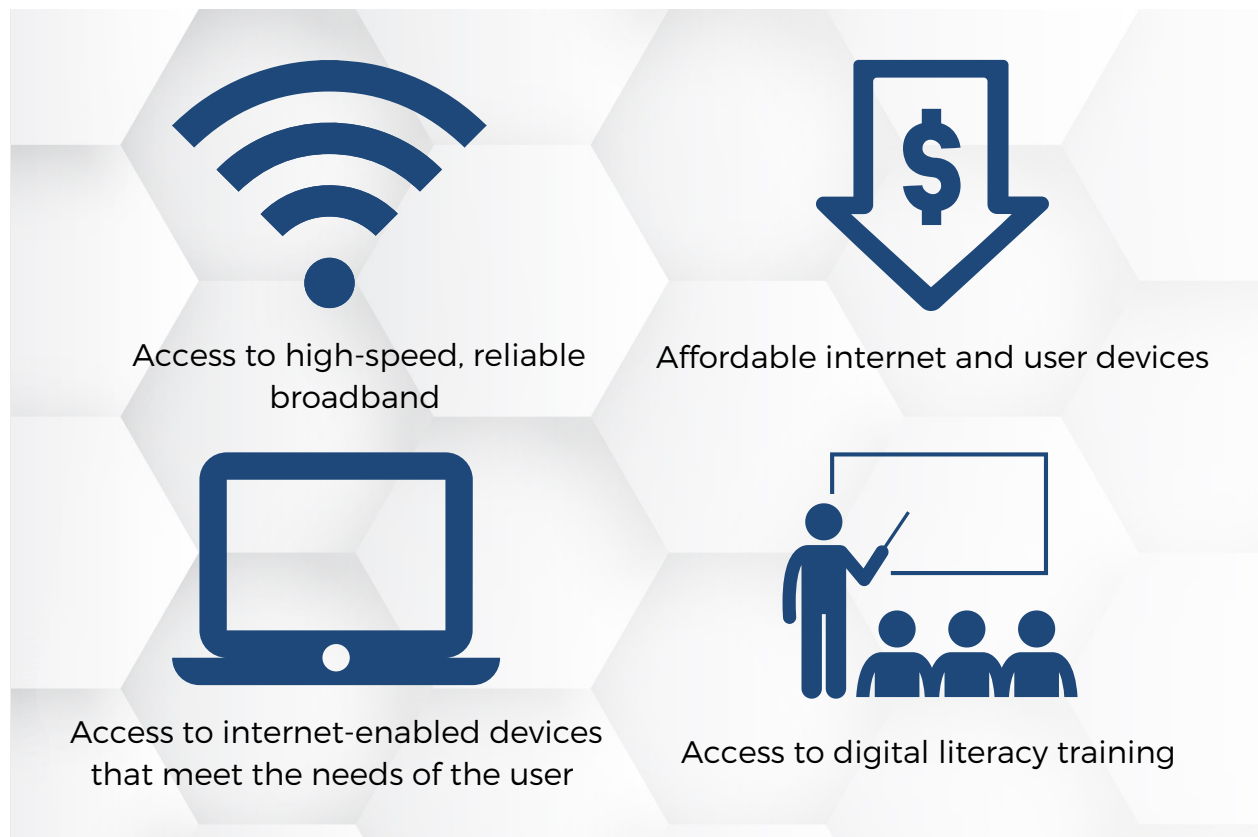 Access to high-speed, reliable
broadband
$
Affordable internet and user devices
Access to internet-enabled devices
that meet the needs of the user
Access to digital literacy training